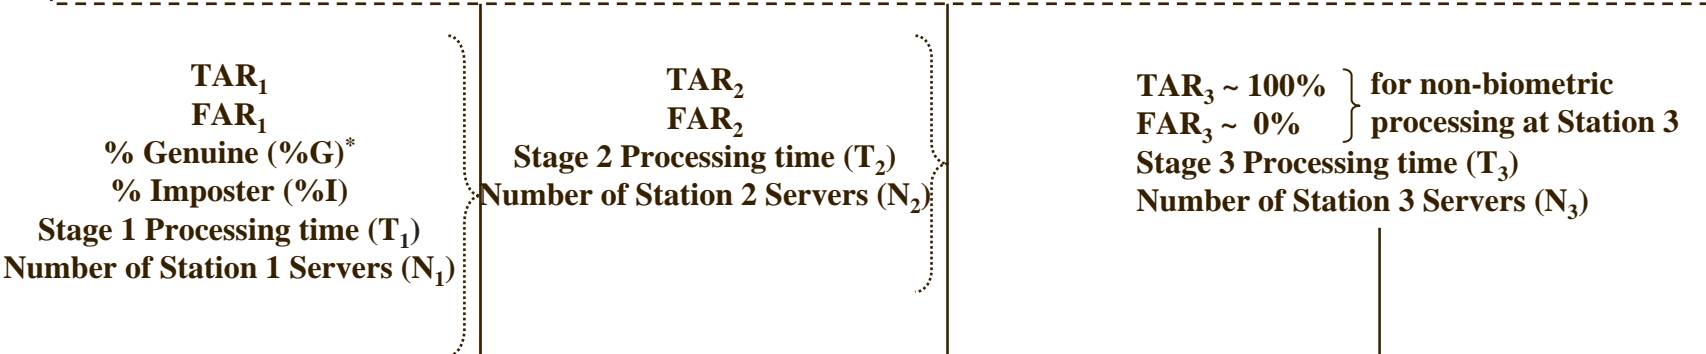 TAR₁
FAR₁
% Genuine (%G)*
% Imposter (%I)
Stage 1 Processing time (T₁)
Number of Station 1 Servers (N₁)
TAR₂
FAR₂
Stage 2 Processing time (T₂)
Number of Station 2 Servers (N₂)
TAR₃ ~ 100%
FAR₃ ~ 0%
for non-biometric
processing at Station 3
Stage 3 Processing time (T₃)
Number of Station 3 Servers (N₃)